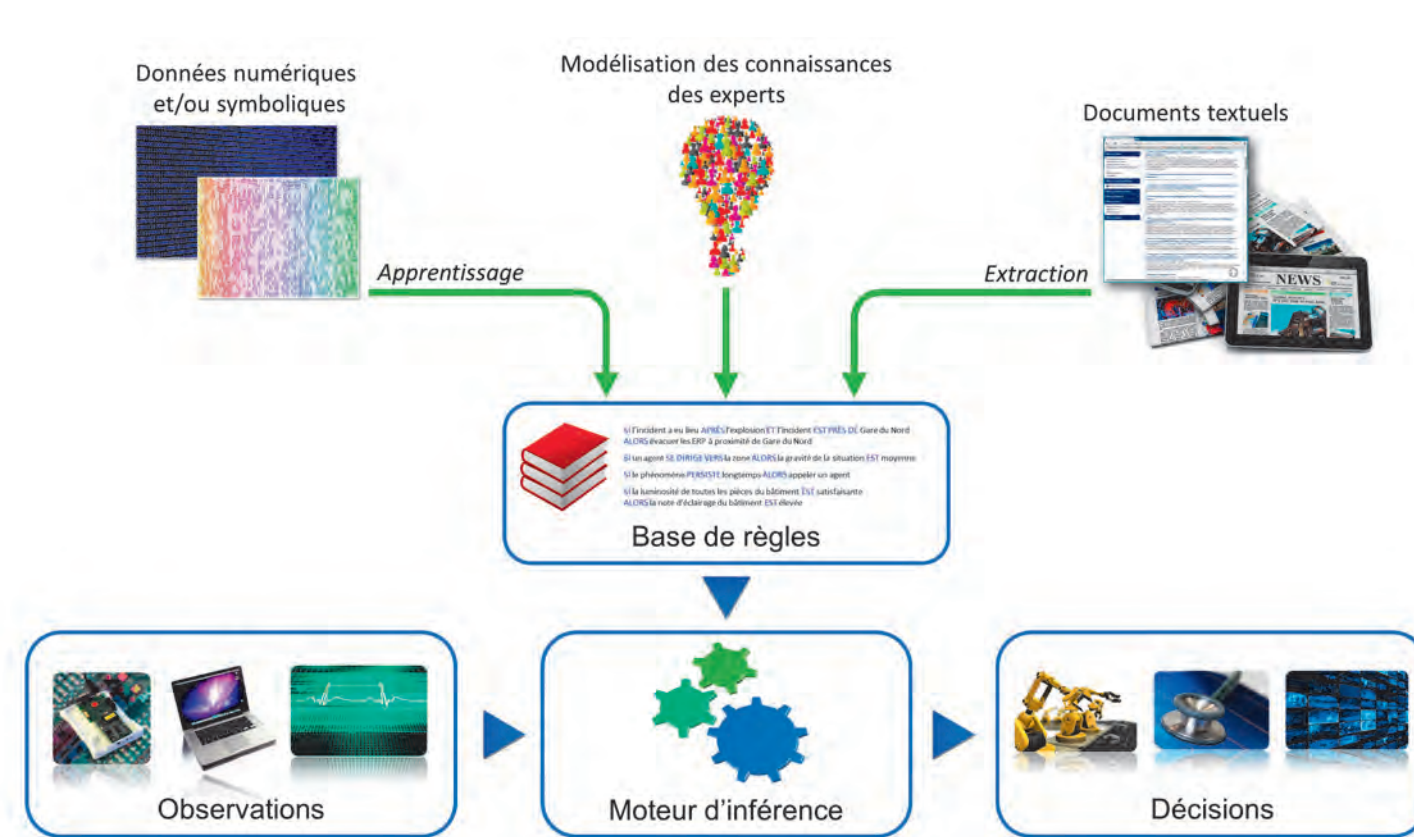 Données numériques
et/ou symboliques
Modélisation des connaissances
des experts
Documents textuels
Apprentissage
Extraction
NEWS
SI l'incident a eu lieu APRÈS l'explosion ET l'incident EST PRÈS DE Gare du Nord
ALORS évacuer les ERP à proximité de Gare du Nord
SI un agent SE DIRIGE VERS la zone ALORS la gravité de la situation EST moyenne
SI le phénomène PERSISTE longtemps ALORS appeler un agent
SI la luminosité de toutes les pièces du bâtiment EST satisfaisante
ALORS la note d'éclairage du bâtiment EST élevée
Base de règles
Observations
Moteur d'inférence
Décisions